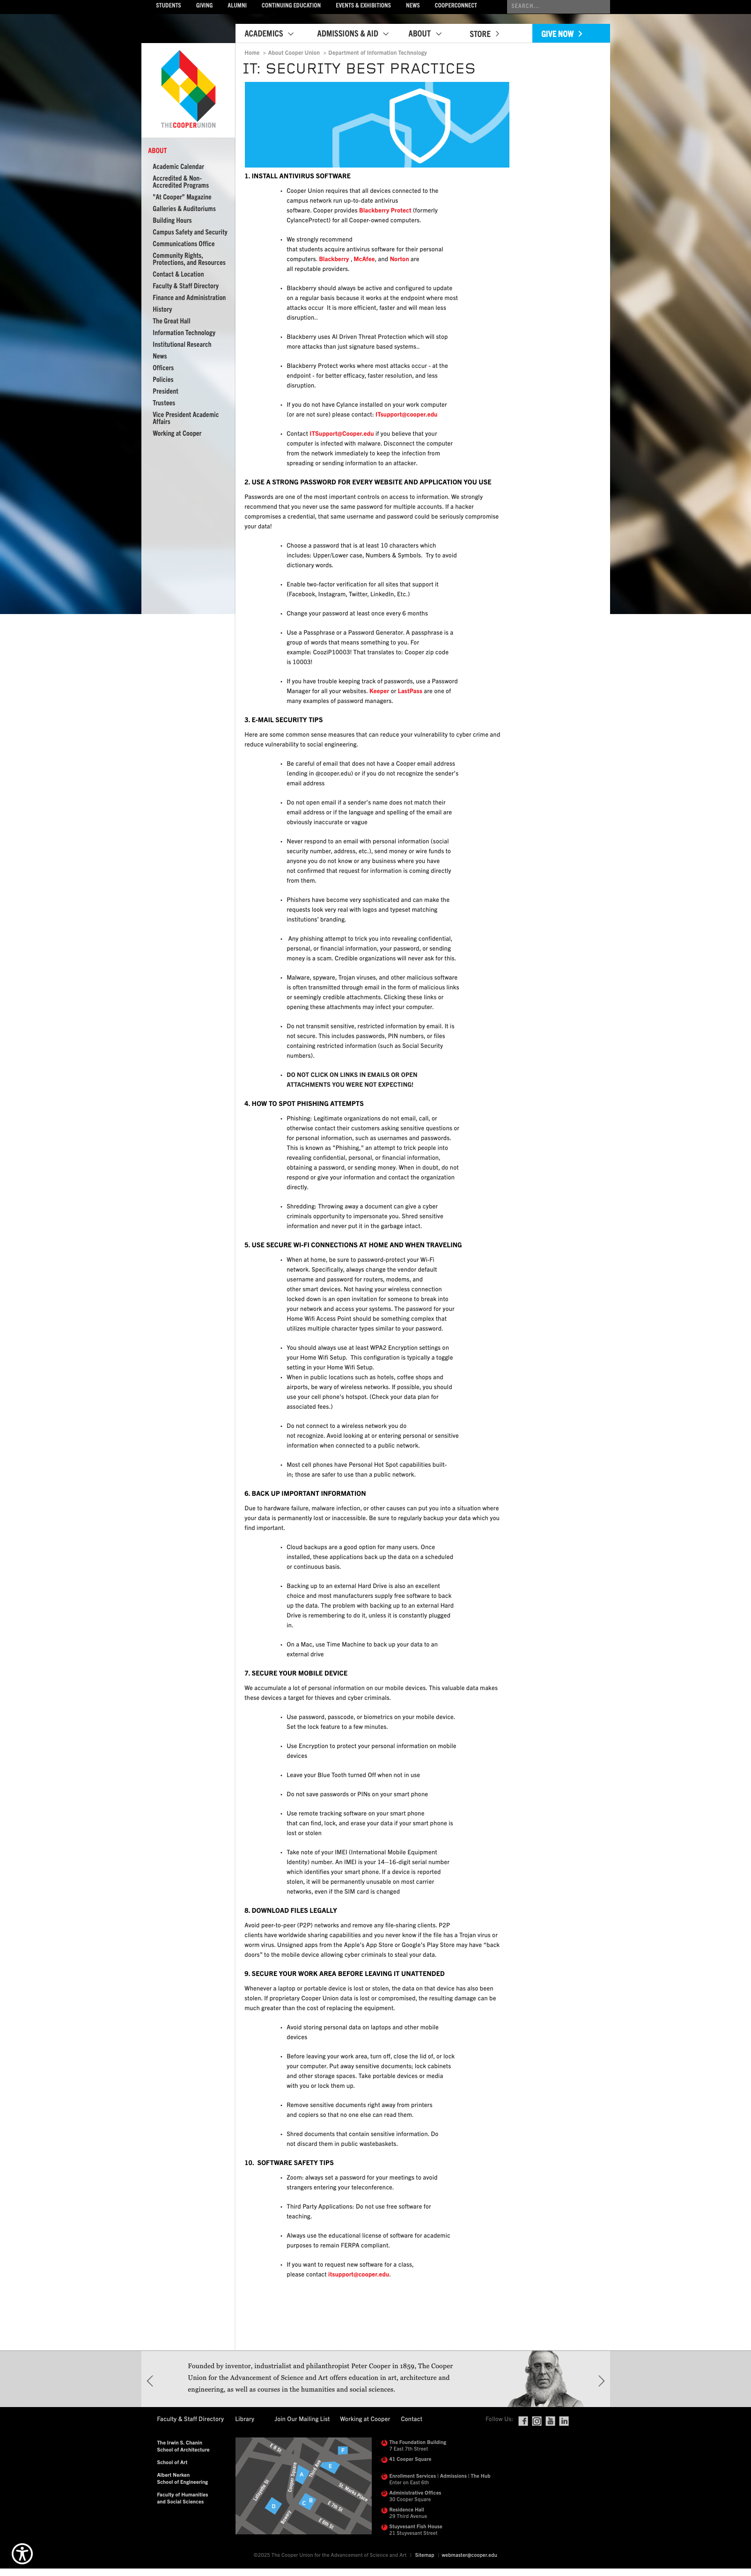 STUDENTS GIVING ALUMNI CONTINUING EDUCATION EVENTS & EXHIBITIONS NEWS COOPERCONNECT SEARCH...
ACADEMICS ADMISSIONS & AID ABOUT STORE GIVE NOW
Home > About Cooper Union > Department of Information Technology
IT: SECURITY BEST PRACTICES
THECOOPERUNION
ABOUT
Academic Calendar
Accredited & Non-
Accredited Programs
"At Cooper" Magazine
Galleries & Auditoriums
Building Hours
Campus Safety and Security
Communications Office
Community Rights,
Protections, and Resources
Contact & Location
Faculty & Staff Directory
Finance and Administration
History
The Great Hall
Information Technology
Institutional Research
News
Officers
Policies
President
Trustees
Vice President Academic
Affairs
Working at Cooper
1. INSTALL ANTIVIRUS SOFTWARE
• Cooper Union requires that all devices connected to the
campus network run up-to-date antivirus
software. Cooper provides Blackberry Protect (formerly
CylanceProtect) for all Cooper-owned computers.
• We strongly recommend
that students acquire antivirus software for their personal
computers. Blackberry , McAfee, and Norton are
all reputable providers.
• Blackberry should always be active and configured to update
on a regular basis because it works at the endpoint where most
attacks occur  It is more efficient, faster and will mean less
disruption..
• Blackberry uses AI Driven Threat Protection which will stop
more attacks than just signature based systems..
• Blackberry Protect works where most attacks occur - at the
endpoint - for better efficacy, faster resolution, and less
disruption.
• If you do not have Cylance installed on your work computer
(or are not sure) please contact: ITsupport@cooper.edu
• Contact ITSupport@Cooper.edu if you believe that your
computer is infected with malware. Disconnect the computer
from the network immediately to keep the infection from
spreading or sending information to an attacker.
2. USE A STRONG PASSWORD FOR EVERY WEBSITE AND APPLICATION YOU USE
Passwords are one of the most important controls on access to information. We strongly
recommend that you never use the same password for multiple accounts. If a hacker
compromises a credential, that same username and password could be seriously compromise
your data!
• Choose a password that is at least 10 characters which
includes: Upper/Lower case, Numbers & Symbols.  Try to avoid
dictionary words.
• Enable two-factor verification for all sites that support it
(Facebook, Instagram, Twitter, LinkedIn, Etc.)
• Change your password at least once every 6 months
• Use a Passphrase or a Password Generator. A passphrase is a
group of words that means something to you. For
example: CooziP10003! That translates to: Cooper zip code
is 10003!
• If you have trouble keeping track of passwords, use a Password
Manager for all your websites. Keeper or LastPass are one of
many examples of password managers.
3. E-MAIL SECURITY TIPS
Here are some common sense measures that can reduce your vulnerability to cyber crime and
reduce vulnerability to social engineering.
• Be careful of email that does not have a Cooper email address
(ending in @cooper.edu) or if you do not recognize the sender's
email address
• Do not open email if a sender's name does not match their
email address or if the language and spelling of the email are
obviously inaccurate or vague
• Never respond to an email with personal information (social
security number, address, etc.), send money or wire funds to
anyone you do not know or any business where you have
not confirmed that request for information is coming directly
from them.
• Phishers have become very sophisticated and can make the
requests look very real with logos and typeset matching
institutions' branding.
• Any phishing attempt to trick you into revealing confidential,
personal, or financial information, your password, or sending
money is a scam. Credible organizations will never ask for this.
• Malware, spyware, Trojan viruses, and other malicious software
is often transmitted through email in the form of malicious links
or seemingly credible attachments. Clicking these links or
opening these attachments may infect your computer.
• Do not transmit sensitive, restricted information by email. It is
not secure. This includes passwords, PIN numbers, or files
containing restricted information (such as Social Security
numbers).
• DO NOT CLICK ON LINKS IN EMAILS OR OPEN
ATTACHMENTS YOU WERE NOT EXPECTING!
4. HOW TO SPOT PHISHING ATTEMPTS
• Phishing: Legitimate organizations do not email, call, or
otherwise contact their customers asking sensitive questions or
for personal information, such as usernames and passwords.
This is known as "Phishing," an attempt to trick people into
revealing confidential, personal, or financial information,
obtaining a password, or sending money. When in doubt, do not
respond or give your information and contact the organization
directly.
• Shredding: Throwing away a document can give a cyber
criminals opportunity to impersonate you. Shred sensitive
information and never put it in the garbage intact.
5. USE SECURE WI-FI CONNECTIONS AT HOME AND WHEN TRAVELING
• When at home, be sure to password-protect your Wi-Fi
network. Specifically, always change the vendor default
username and password for routers, modems, and
other smart devices. Not having your wireless connection
locked down is an open invitation for someone to break into
your network and access your systems. The password for your
Home Wifi Access Point should be something complex that
utilizes multiple character types similar to your password.
• You should always use at least WPA2 Encryption settings on
your Home Wifi Setup.  This configuration is typically a toggle
setting in your Home Wifi Setup.
• When in public locations such as hotels, coffee shops and
airports, be wary of wireless networks. If possible, you should
use your cell phone's hotspot. (Check your data plan for
associated fees.)
• Do not connect to a wireless network you do
not recognize. Avoid looking at or entering personal or sensitive
information when connected to a public network.
• Most cell phones have Personal Hot Spot capabilities built-
in; those are safer to use than a public network.
6. BACK UP IMPORTANT INFORMATION
Due to hardware failure, malware infection, or other causes can put you into a situation where
your data is permanently lost or inaccessible. Be sure to regularly backup your data which you
find important.
• Cloud backups are a good option for many users. Once
installed, these applications back up the data on a scheduled
or continuous basis.
• Backing up to an external Hard Drive is also an excellent
choice and most manufacturers supply free software to back
up the data. The problem with backing up to an external Hard
Drive is remembering to do it, unless it is constantly plugged
in.
• On a Mac, use Time Machine to back up your data to an
external drive
7. SECURE YOUR MOBILE DEVICE
We accumulate a lot of personal information on our mobile devices. This valuable data makes
these devices a target for thieves and cyber criminals.
• Use password, passcode, or biometrics on your mobile device.
Set the lock feature to a few minutes.
• Use Encryption to protect your personal information on mobile
devices
• Leave your Blue Tooth turned Off when not in use
• Do not save passwords or PINs on your smart phone
• Use remote tracking software on your smart phone
that can find, lock, and erase your data if your smart phone is
lost or stolen
• Take note of your IMEI (International Mobile Equipment
Identity) number. An IMEI is your 14–16-digit serial number
which identifies your smart phone. If a device is reported
stolen, it will be permanently unusable on most carrier
networks, even if the SIM card is changed
8. DOWNLOAD FILES LEGALLY
Avoid peer-to-peer (P2P) networks and remove any file-sharing clients. P2P
clients have worldwide sharing capabilities and you never know if the file has a Trojan virus or
worm virus. Unsigned apps from the Apple's App Store or Google's Play Store may have "back
doors" to the mobile device allowing cyber criminals to steal your data.
9. SECURE YOUR WORK AREA BEFORE LEAVING IT UNATTENDED
Whenever a laptop or portable device is lost or stolen, the data on that device has also been
stolen. If proprietary Cooper Union data is lost or compromised, the resulting damage can be
much greater than the cost of replacing the equipment.
• Avoid storing personal data on laptops and other mobile
devices
• Before leaving your work area, turn off, close the lid of, or lock
your computer. Put away sensitive documents; lock cabinets
and other storage spaces. Take portable devices or media
with you or lock them up.
• Remove sensitive documents right away from printers
and copiers so that no one else can read them.
• Shred documents that contain sensitive information. Do
not discard them in public wastebaskets.
10.  SOFTWARE SAFETY TIPS
• Zoom: always set a password for your meetings to avoid
strangers entering your teleconference.
• Third Party Applications: Do not use free software for
teaching.
• Always use the educational license of software for academic
purposes to remain FERPA compliant.
• If you want to request new software for a class,
please contact itsupport@cooper.edu.
Founded by inventor, industrialist and philanthropist Peter Cooper in 1859, The Cooper
Union for the Advancement of Science and Art offers education in art, architecture and
engineering, as well as courses in the humanities and social sciences.
Faculty & Staff Directory Library Join Our Mailing List Working at Cooper Contact Follow Us:
The Irwin S. Chanin
School of Architecture
School of Art
Albert Nerken
School of Engineering
Faculty of Humanities
and Social Sciences
E 8 St
Lafayette St
Cooper Square
Third Ave
St. Marks Place
E 7th St
E 6th St
Bowery
A
B
C
D
E
F
The Foundation Building
7 East 7th Street
41 Cooper Square
Enrollment Services | Admissions | The Hub
Enter on East 6th
Administrative Offices
30 Cooper Square
Residence Hall
29 Third Avenue
Stuyvesant Fish House
21 Stuyvesant Street
©2025 The Cooper Union for the Advancement of Science and Art | Sitemap | webmaster@cooper.edu